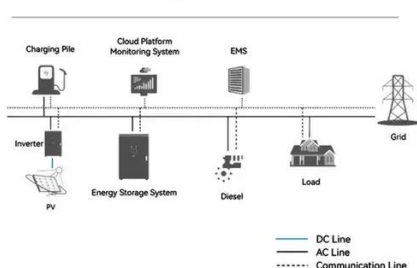 Charging Pile
Cloud Platform
Monitoring System
EMS
Grid
Inverter
PV
Energy Storage System
Diesel
Load
DC Line
AC Line
Communication Line